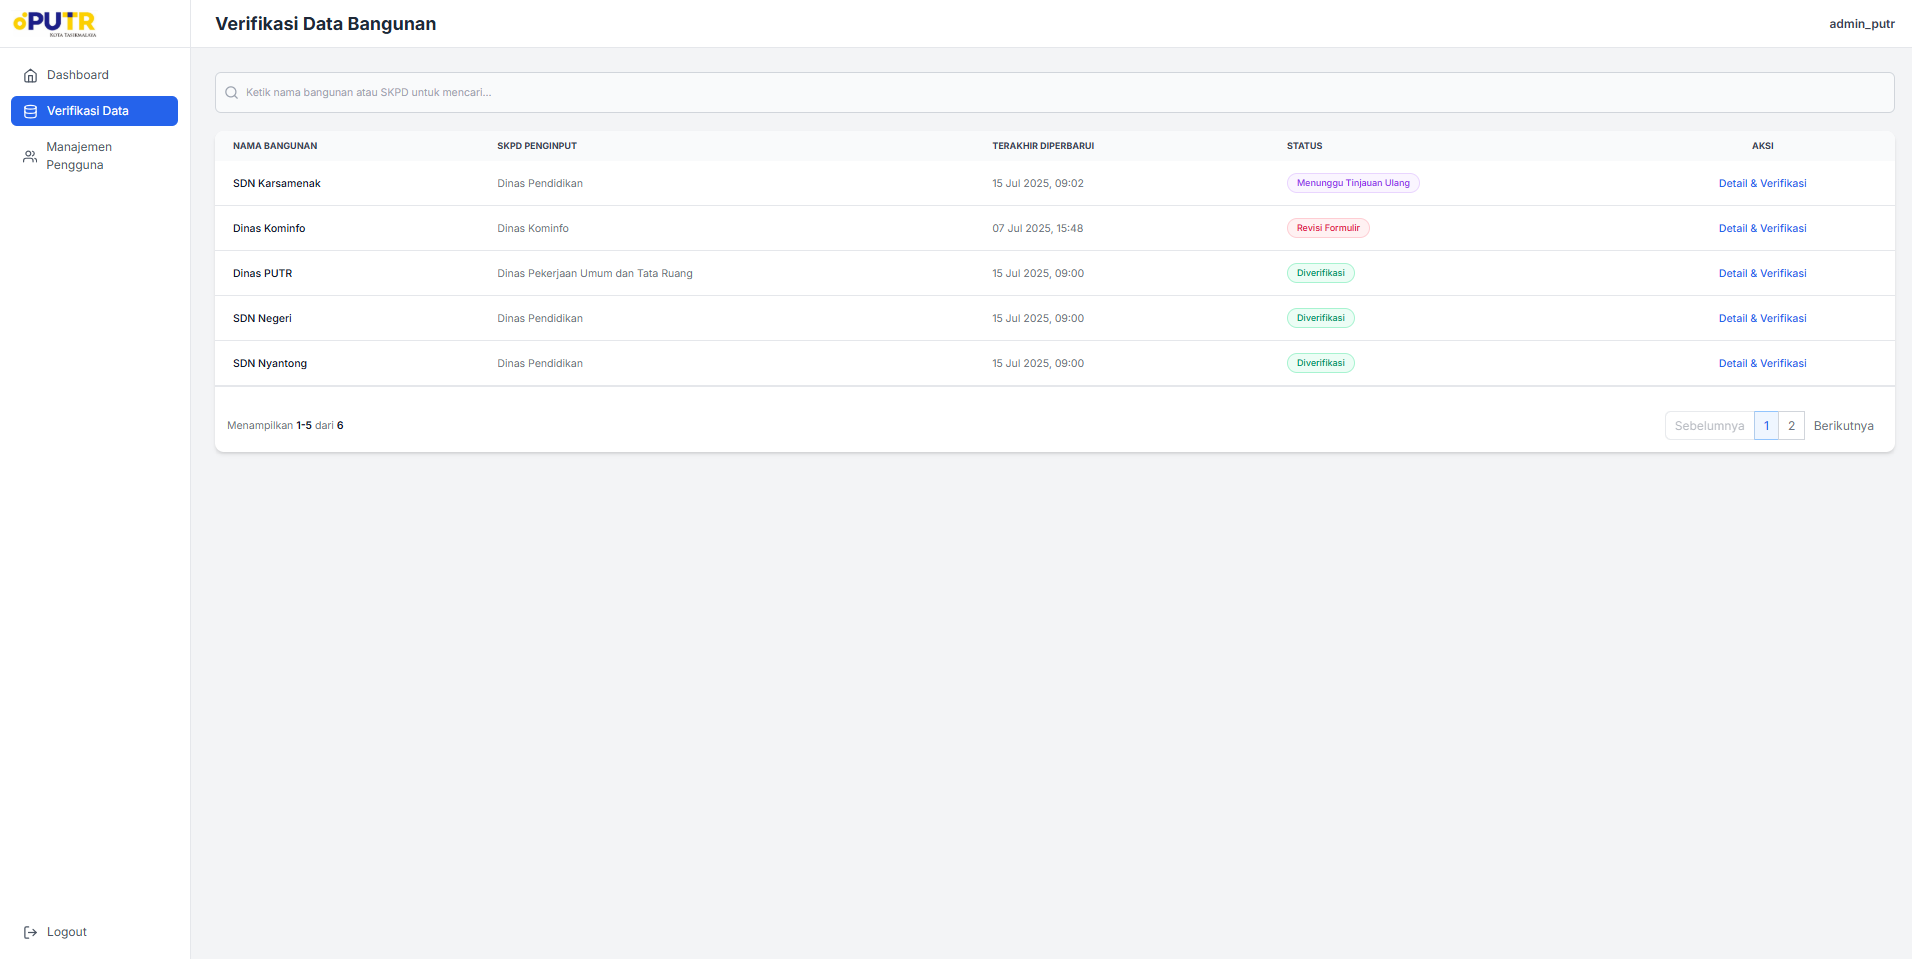 PUTR
KOTA TASIKMALAYA
Verifikasi Data Bangunan
admin_putr
Dashboard
Verifikasi Data
Manajemen
Pengguna
Logout
Ketik nama bangunan atau SKPD untuk mencari...
NAMA BANGUNAN SKPD PENGINPUT TERAKHIR DIPERBARUI STATUS AKSI
SDN Karsamenak Dinas Pendidikan 15 Jul 2025, 09:02 Menunggu Tinjauan Ulang Detail & Verifikasi
Dinas Kominfo Dinas Kominfo 07 Jul 2025, 15:48 Revisi Formulir Detail & Verifikasi
Dinas PUTR Dinas Pekerjaan Umum dan Tata Ruang 15 Jul 2025, 09:00 Diverifikasi Detail & Verifikasi
SDN Negeri Dinas Pendidikan 15 Jul 2025, 09:00 Diverifikasi Detail & Verifikasi
SDN Nyantong Dinas Pendidikan 15 Jul 2025, 09:00 Diverifikasi Detail & Verifikasi
Menampilkan 1-5 dari 6
Sebelumnya 1 2 Berikutnya